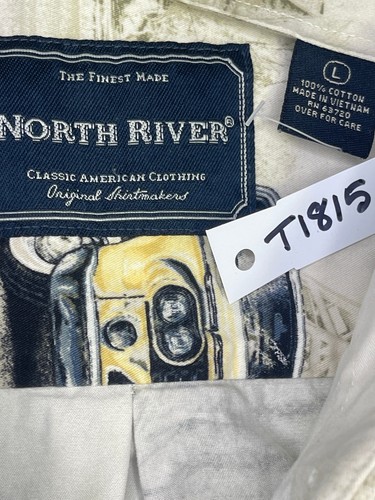 THE FINEST MADE
NORTH RIVER®
CLASSIC AMERICAN CLOTHING
Original Shirtmakers
L
100% COTTON
MADE IN VIETNAM
RN 63720
OVER FOR CARE
T1815